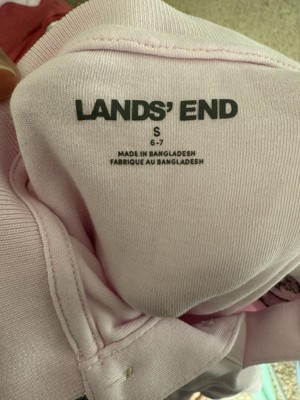 LANDS' END
S
6-7
MADE IN BANGLADESH
FABRIQUE AU BANGLADESH